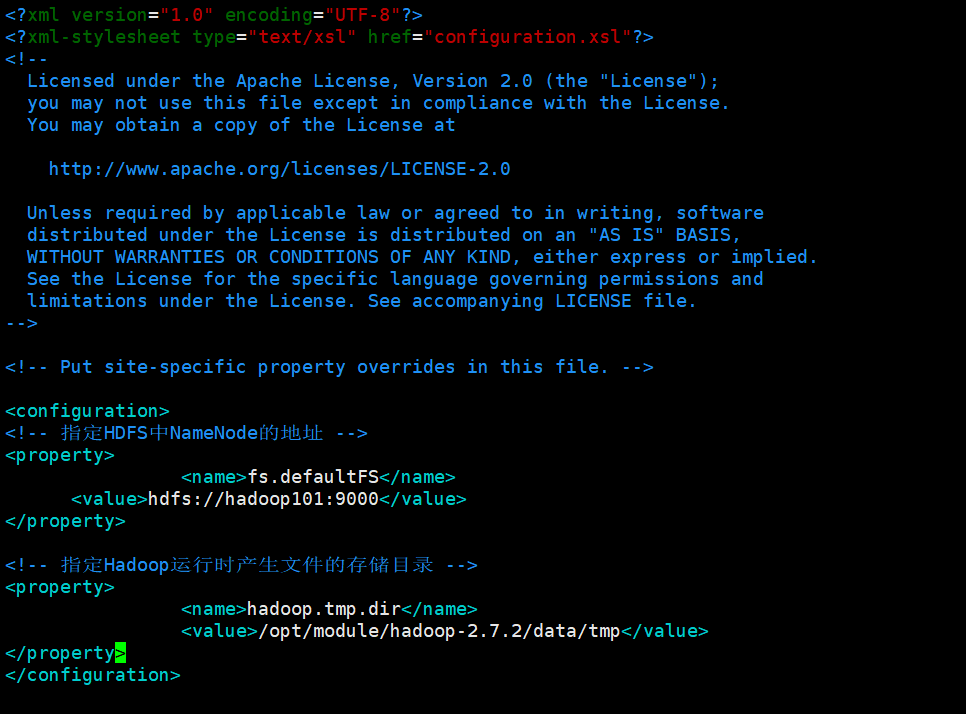 <?xml version="1.0" encoding="UTF-8"?>
<?xml-stylesheet type="text/xsl" href="configuration.xsl"?>
<!--
  Licensed under the Apache License, Version 2.0 (the "License");
  you may not use this file except in compliance with the License.
  You may obtain a copy of the License at

    http://www.apache.org/licenses/LICENSE-2.0

  Unless required by applicable law or agreed to in writing, software
  distributed under the License is distributed on an "AS IS" BASIS,
  WITHOUT WARRANTIES OR CONDITIONS OF ANY KIND, either express or implied.
  See the License for the specific language governing permissions and
  limitations under the License. See accompanying LICENSE file.
-->

<!-- Put site-specific property overrides in this file. -->

<configuration>
<!-- 指定HDFS中NameNode的地址 -->
<property>
                <name>fs.defaultFS</name>
      <value>hdfs://hadoop101:9000</value>
</property>

<!-- 指定Hadoop运行时产生文件的存储目录 -->
<property>
                <name>hadoop.tmp.dir</name>
                <value>/opt/module/hadoop-2.7.2/data/tmp</value>
</property>
</configuration>